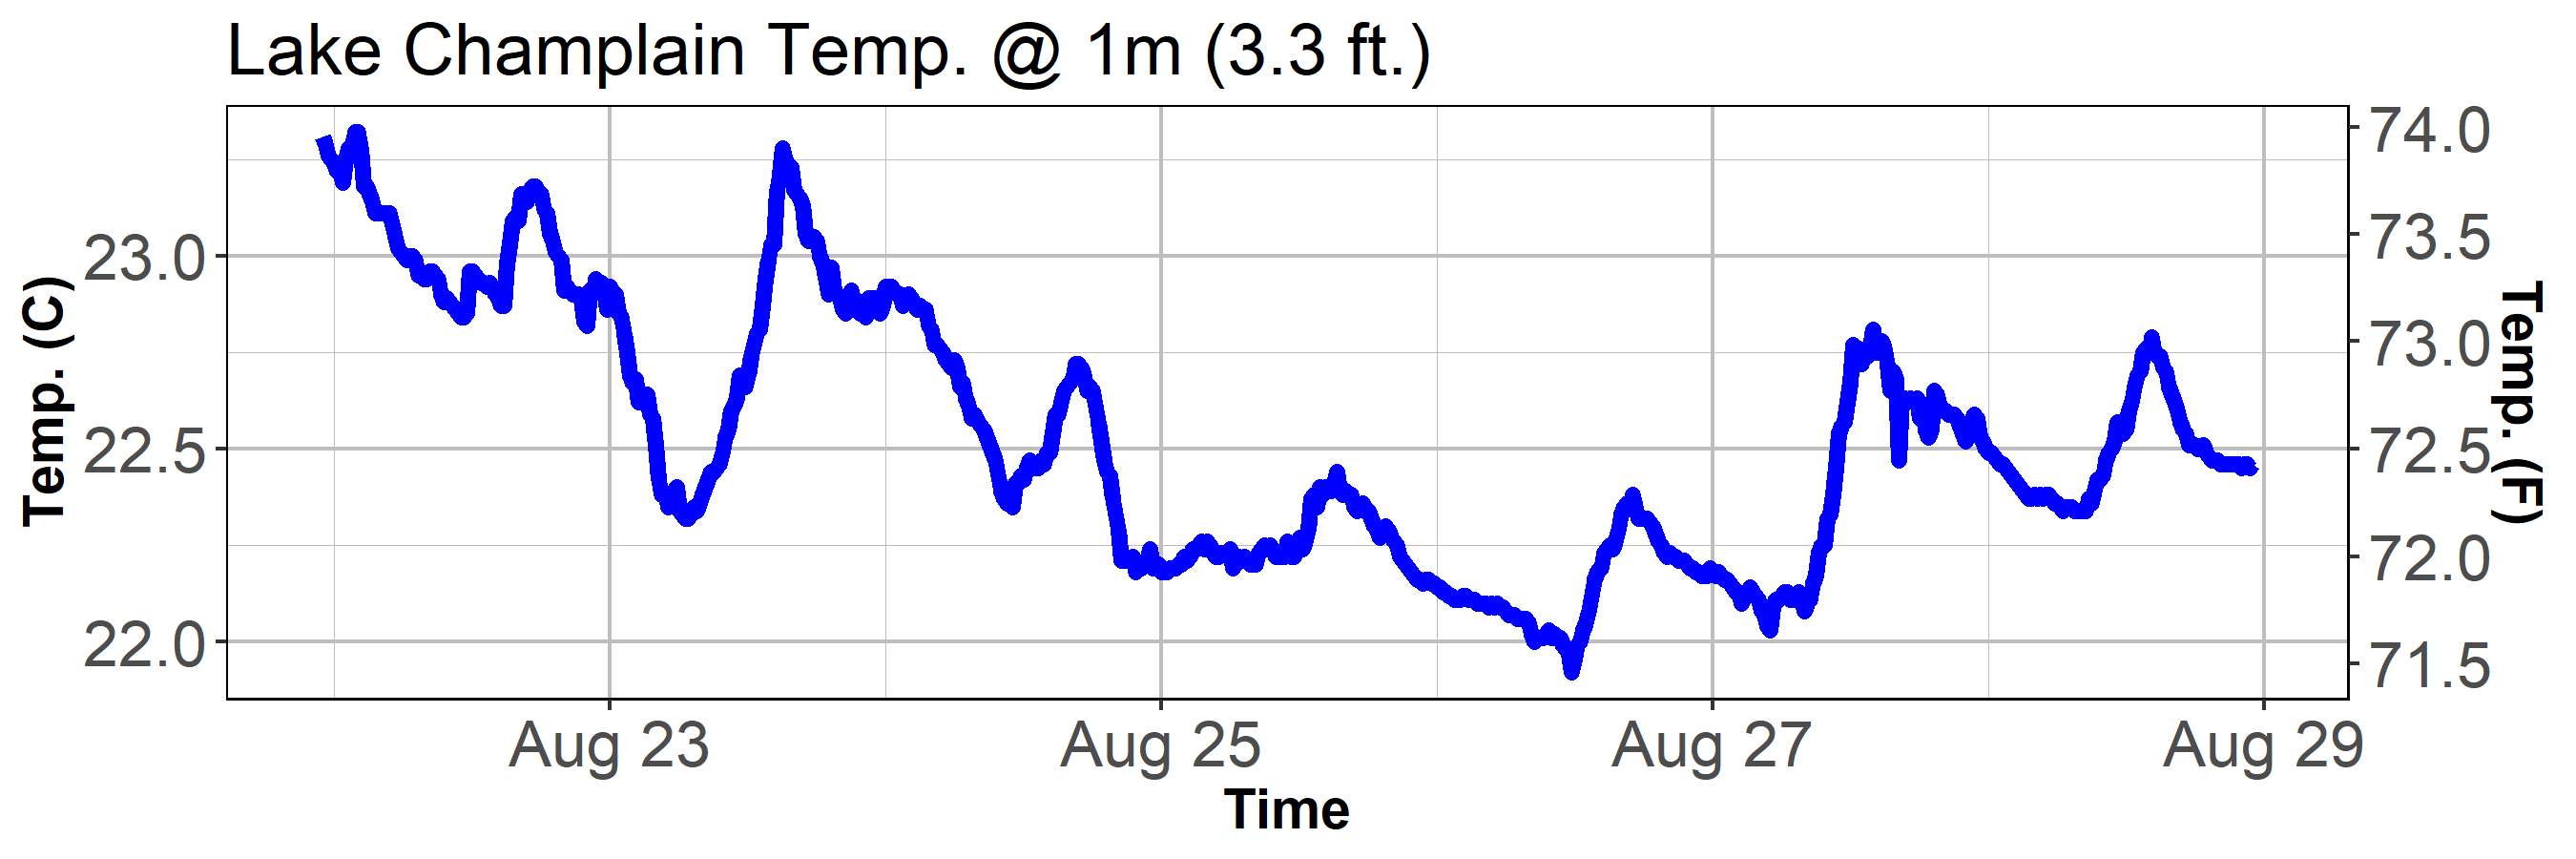 Lake Champlain Temp. @ 1m (3.3 ft.)
Temp. (C)
23.0
22.5
22.0
74.0
73.5
73.0
72.5
72.0
71.5
Temp. (F)
Aug 23 Aug 25 Aug 27 Aug 29
Time